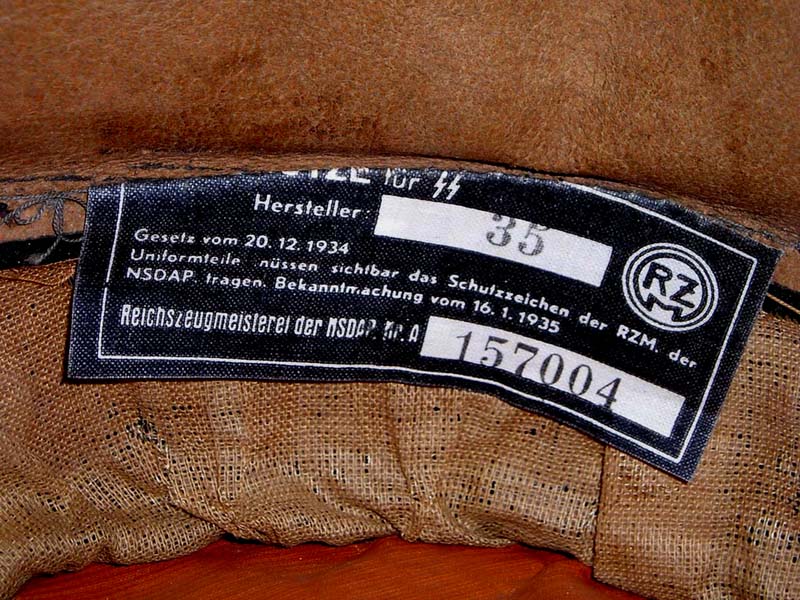 für ᛋᛋ
Hersteller: 35
Gesetz vom 20.12.1934
Uniformteile nüssen sichtbar das Schutzzeichen der RZM. der
NSDAP. tragen. Bekanntmachung vom 16.1.1935
Reichszeugmeisterei der NSDAP. Nr. A 157004
RZM